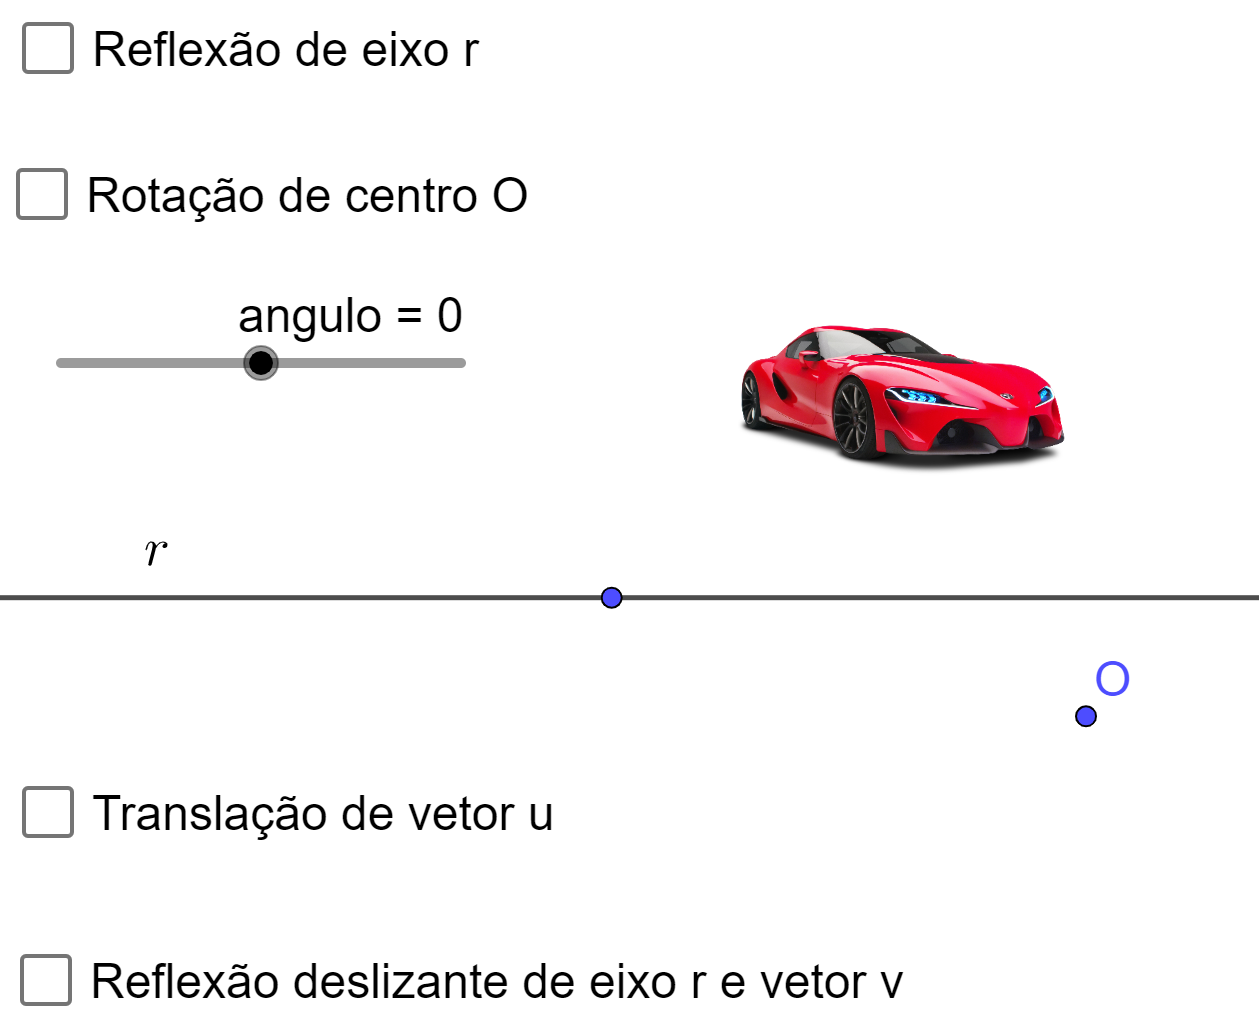 Reflexão de eixo r
Rotação de centro O
angulo = 0
r
O
Translação de vetor u
Reflexão deslizante de eixo r e vetor v